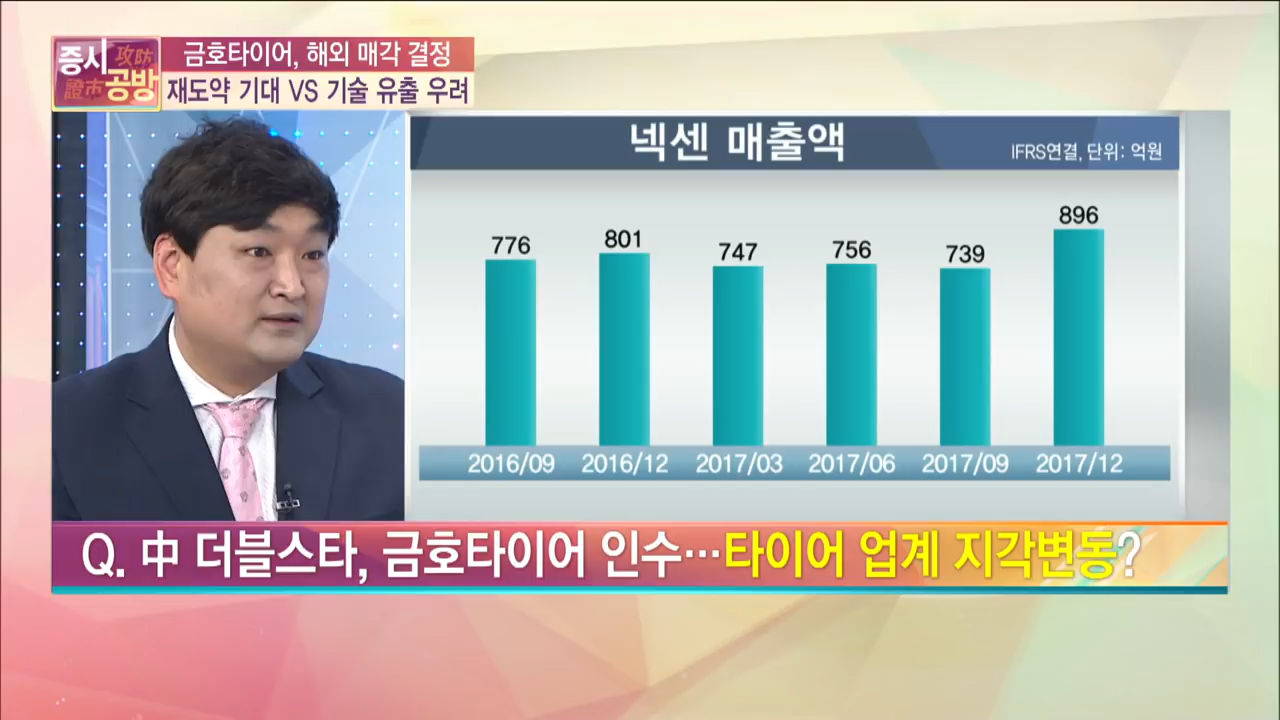 증시 攻防
證市 공방
금호타이어, 해외 매각 결정
재도약 기대 VS 기술 유출 우려
넥센 매출액
IFRS연결, 단위: 억원
776 801 747 756 739 896
2016/09 2016/12 2017/03 2017/06 2017/09 2017/12
Q. 中 더블스타, 금호타이어 인수…타이어 업계 지각변동?